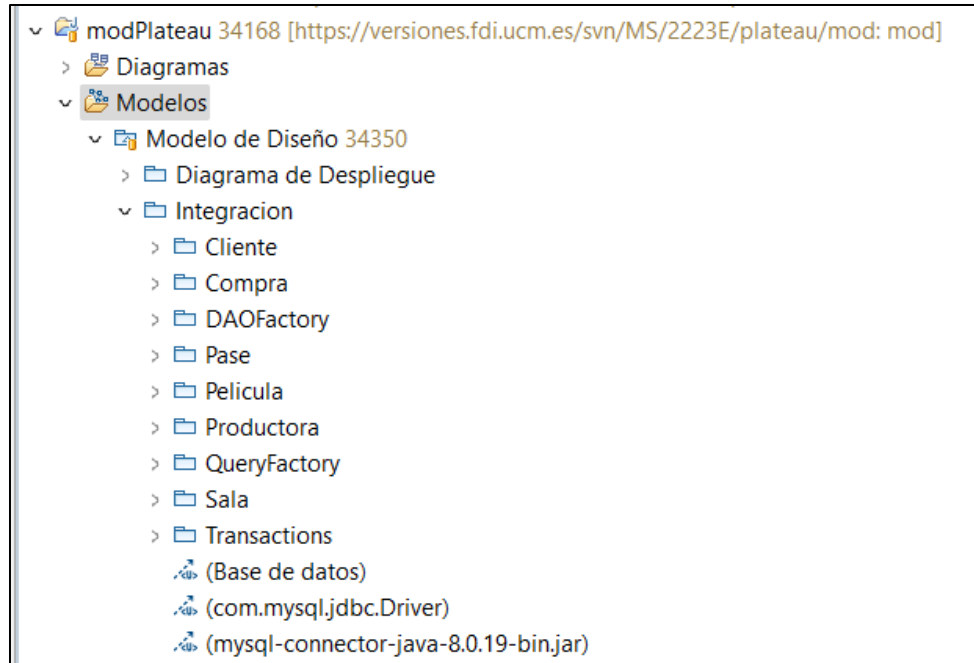 modPlateau 34168 [https://versiones.fdi.ucm.es/svn/MS/2223E/plateau/mod: mod]
Diagramas
Modelos
Modelo de Diseño 34350
Diagrama de Despliegue
Integracion
Cliente
Compra
DAOFactory
Pase
Pelicula
Productora
QueryFactory
Sala
Transactions
(Base de datos)
(com.mysql.jdbc.Driver)
(mysql-connector-java-8.0.19-bin.jar)